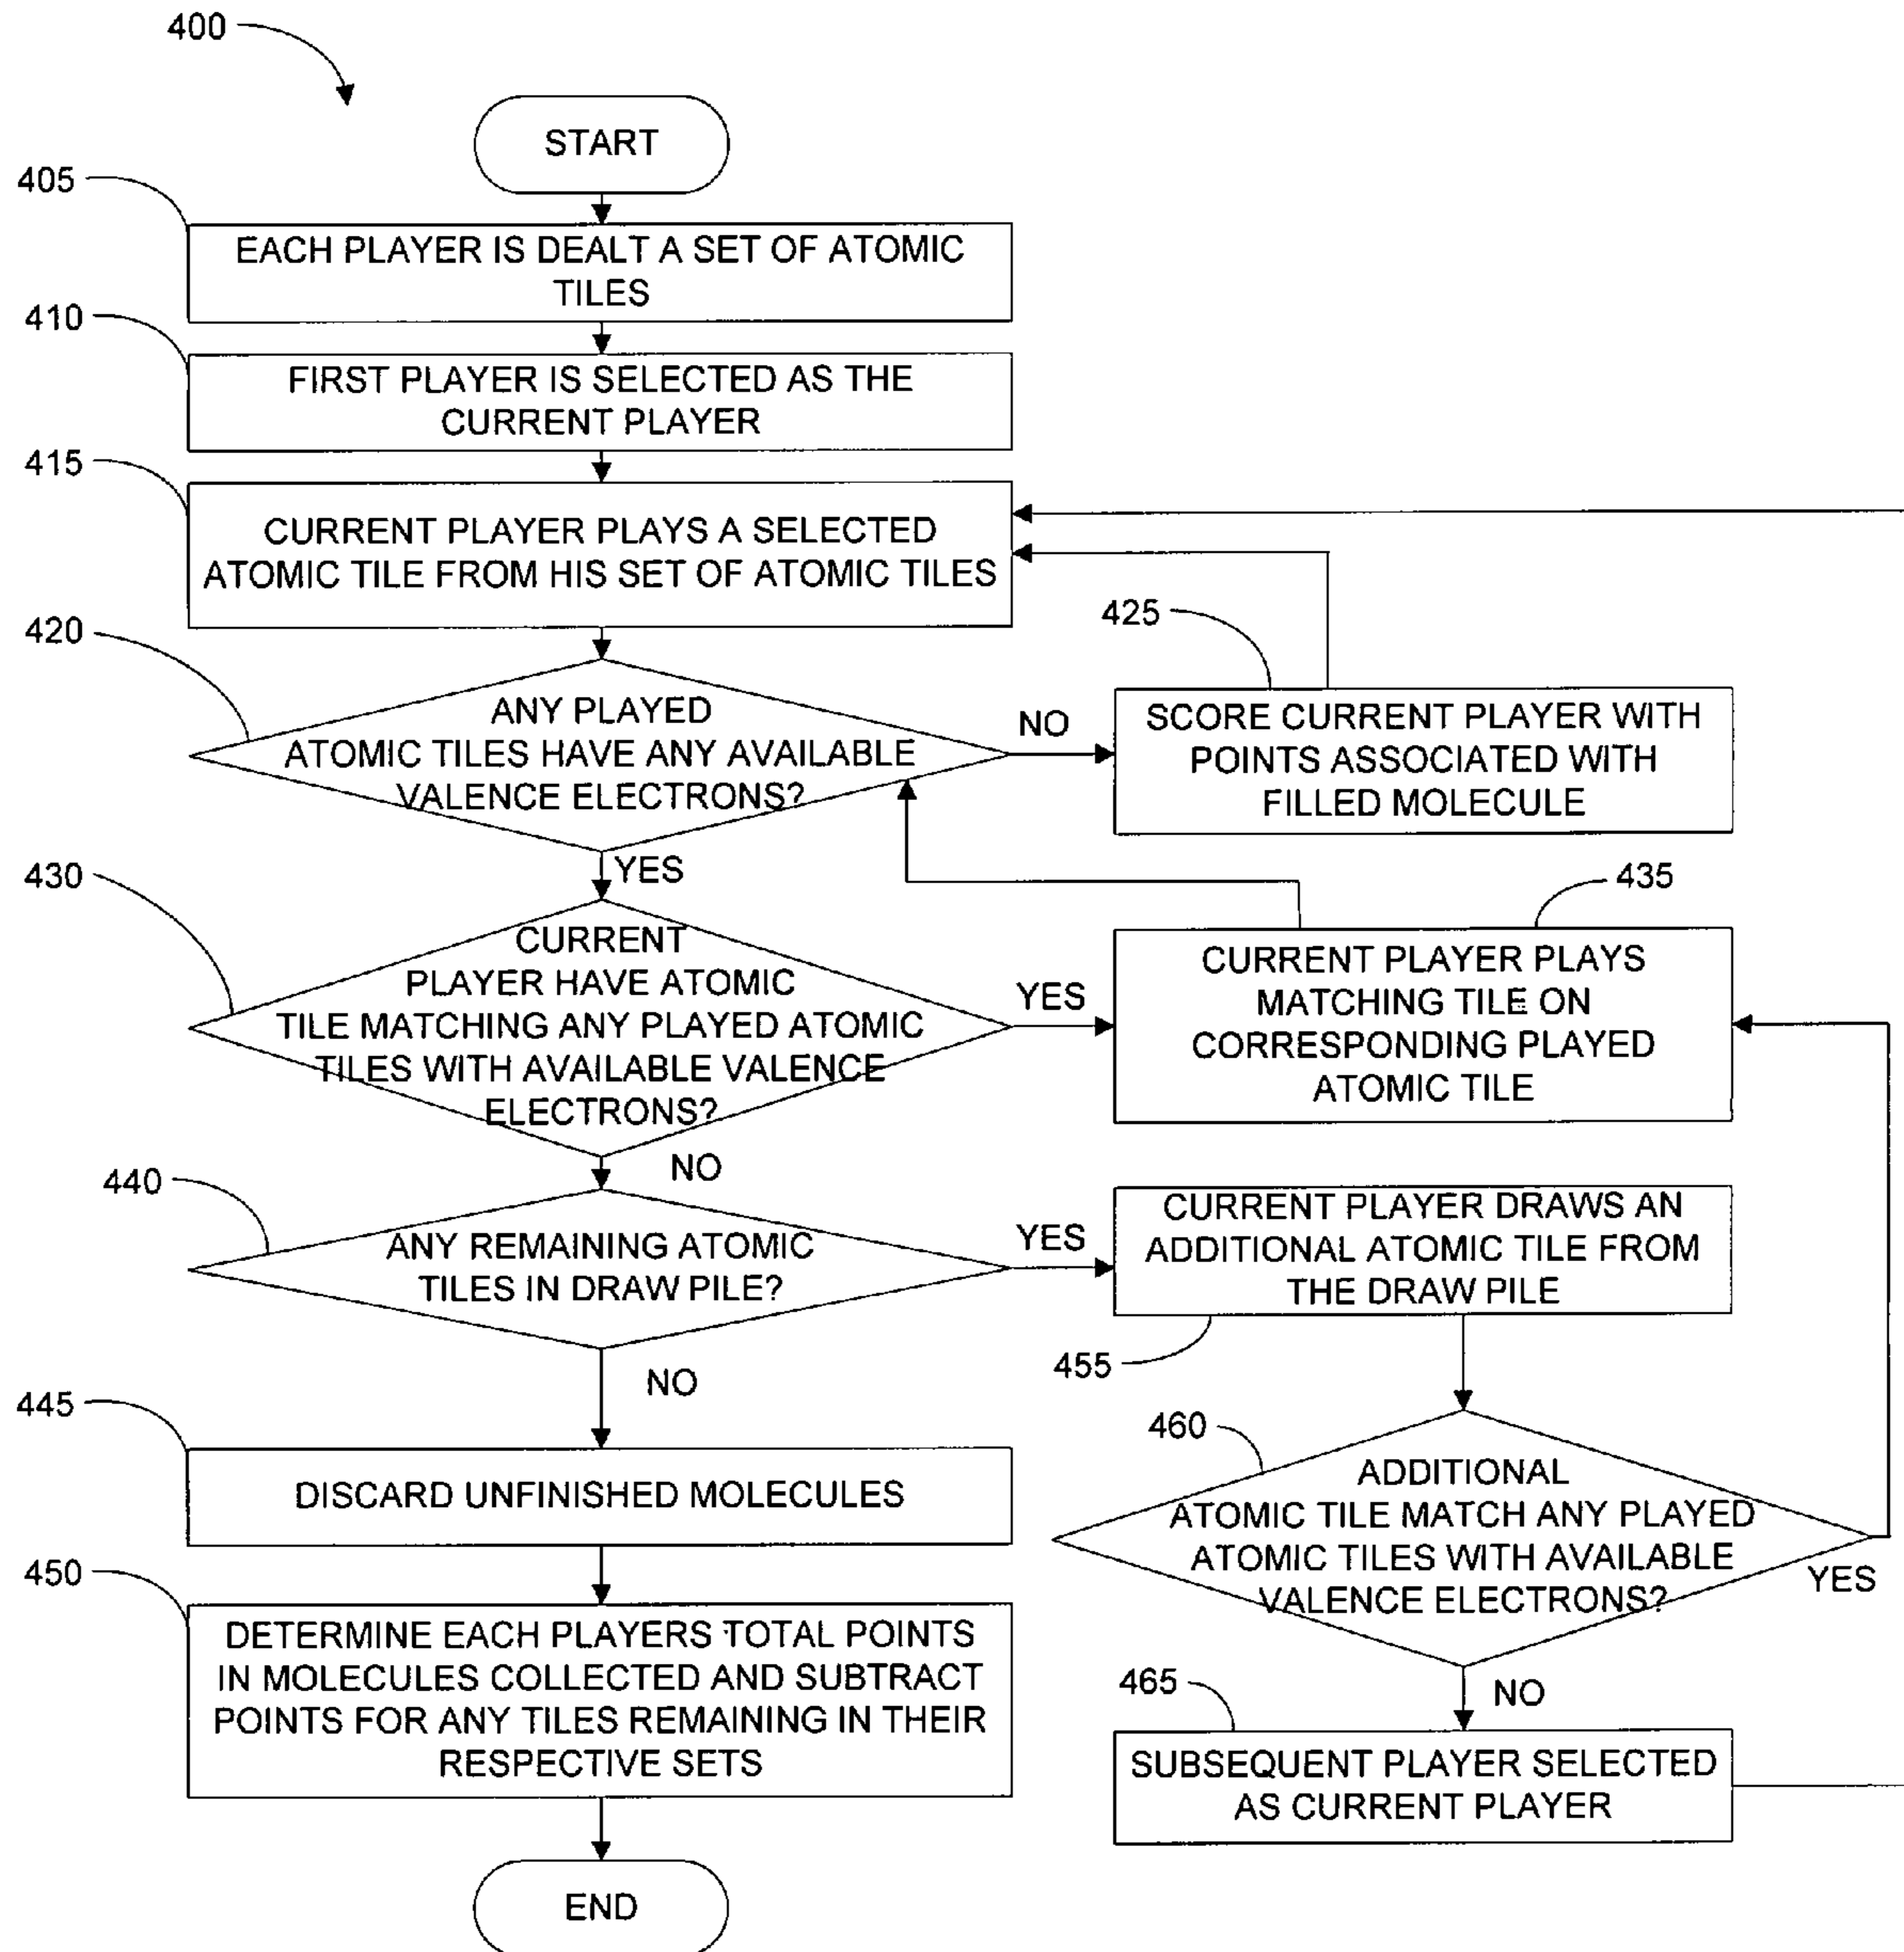 400
START
405
EACH PLAYER IS DEALT A SET OF ATOMIC
TILES
410
FIRST PLAYER IS SELECTED AS THE
CURRENT PLAYER
415
CURRENT PLAYER PLAYS A SELECTED
ATOMIC TILE FROM HIS SET OF ATOMIC TILES
420
ANY PLAYED
ATOMIC TILES HAVE ANY AVAILABLE
VALENCE ELECTRONS?
NO
425
SCORE CURRENT PLAYER WITH
POINTS ASSOCIATED WITH
FILLED MOLECULE
YES
430
CURRENT
PLAYER HAVE ATOMIC
TILE MATCHING ANY PLAYED ATOMIC
TILES WITH AVAILABLE VALENCE
ELECTRONS?
YES
435
CURRENT PLAYER PLAYS
MATCHING TILE ON
CORRESPONDING PLAYED
ATOMIC TILE
NO
440
ANY REMAINING ATOMIC
TILES IN DRAW PILE?
YES
CURRENT PLAYER DRAWS AN
ADDITIONAL ATOMIC TILE FROM
THE DRAW PILE
455
NO
445
DISCARD UNFINISHED MOLECULES
460
ADDITIONAL
ATOMIC TILE MATCH ANY PLAYED
ATOMIC TILES WITH AVAILABLE
VALENCE ELECTRONS?
YES
450
DETERMINE EACH PLAYERS TOTAL POINTS
IN MOLECULES COLLECTED AND SUBTRACT
POINTS FOR ANY TILES REMAINING IN THEIR
RESPECTIVE SETS
NO
465
SUBSEQUENT PLAYER SELECTED
AS CURRENT PLAYER
END